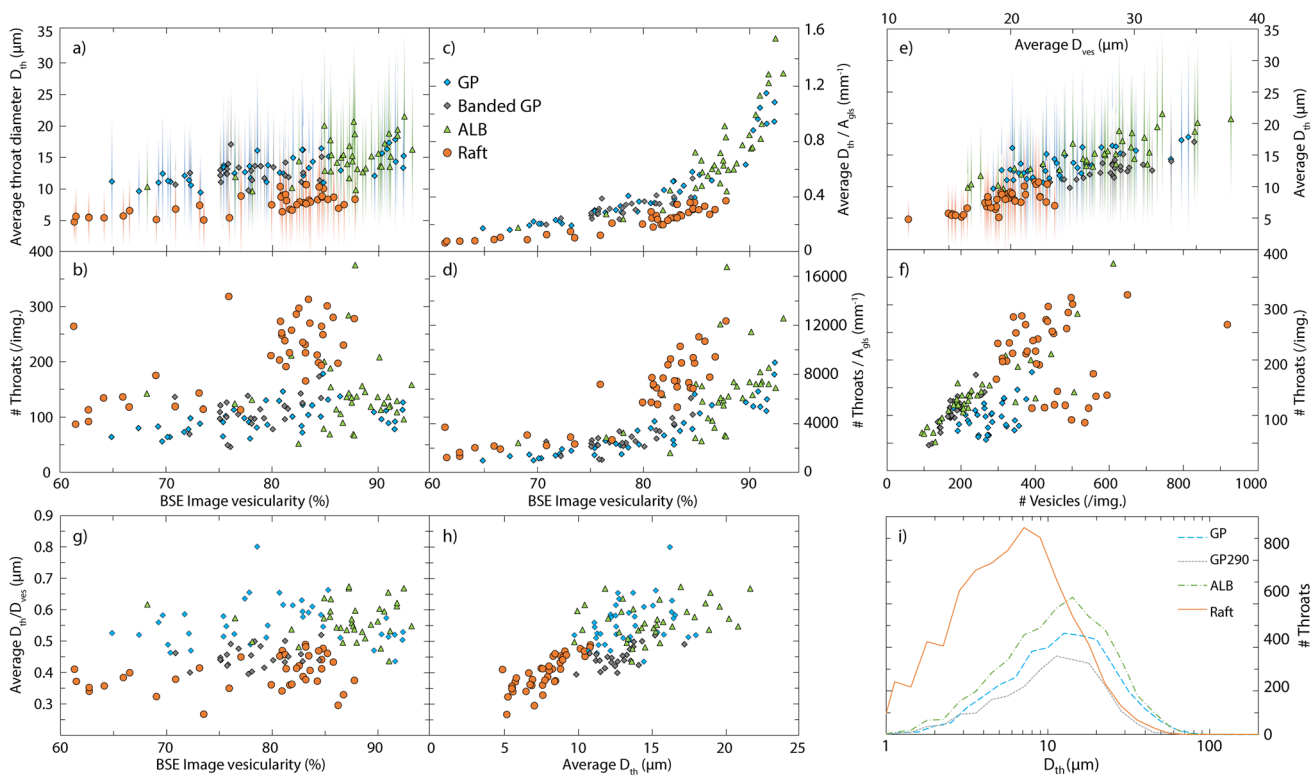 10 15 20 25 30 35 40
Average D_ves (μm)
a)
Average throat diameter D_th (μm)
35
30
25
20
15
10
5
400
c)
GP
Banded GP
ALB
Raft
1.6
1.2
0.8
0.4
0
Average D_th / A_gls (mm⁻¹)
e)
35
30
25
20
15
10
5
Average D_th (μm)
b)
# Throats (/img.)
300
200
100
0
60 70 80 90
BSE Image vesicularity (%)
d)
16000
12000
8000
4000
0
# Throats / A_gls (mm⁻¹)
60 70 80 90
BSE Image vesicularity (%)
f)
400
300
200
100
# Throats (/img.)
0 200 400 600 800 1000
# Vesicles (/img.)
g)
Average D_th/D_ves (μm)
0.9
0.8
0.7
0.6
0.5
0.4
0.3
60 70 80 90
BSE Image vesicularity (%)
h)
0 5 10 15 20 25
Average D_th (μm)
i)
GP
GP290
ALB
Raft
800
600
400
200
0
# Throats
1 10 100
D_th (μm)